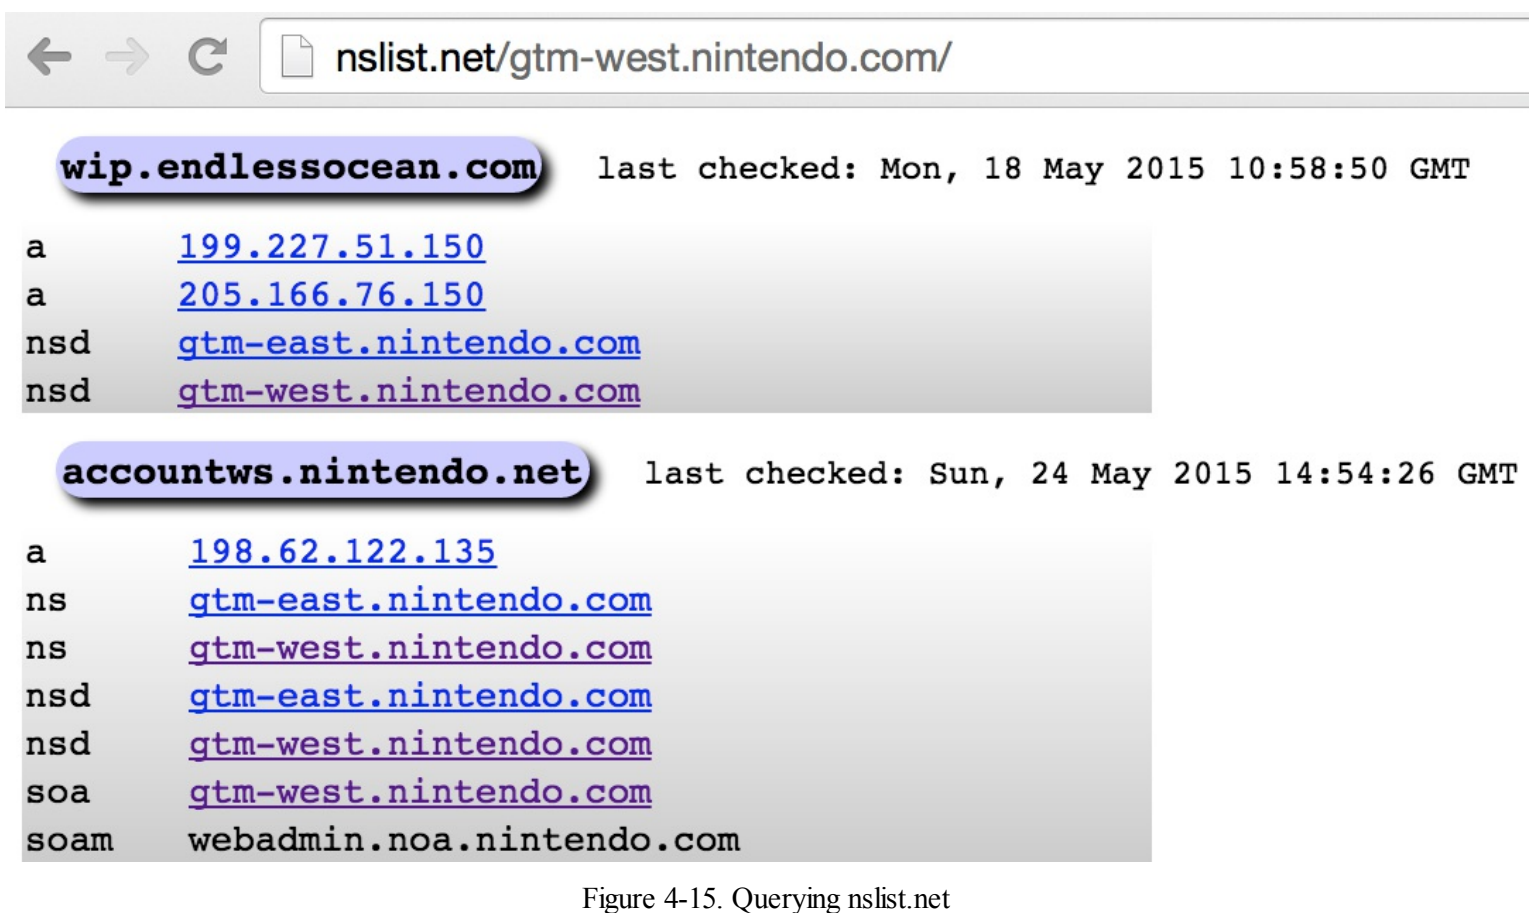 nslist.net/gtm-west.nintendo.com/
wip.endlessocean.com last checked: Mon, 18 May 2015 10:58:50 GMT
a 199.227.51.150
a 205.166.76.150
nsd gtm-east.nintendo.com
nsd gtm-west.nintendo.com
accountws.nintendo.net last checked: Sun, 24 May 2015 14:54:26 GMT
a 198.62.122.135
ns gtm-east.nintendo.com
ns gtm-west.nintendo.com
nsd gtm-east.nintendo.com
nsd gtm-west.nintendo.com
soa gtm-west.nintendo.com
soam webadmin.noa.nintendo.com
Figure 4-15. Querying nslist.net